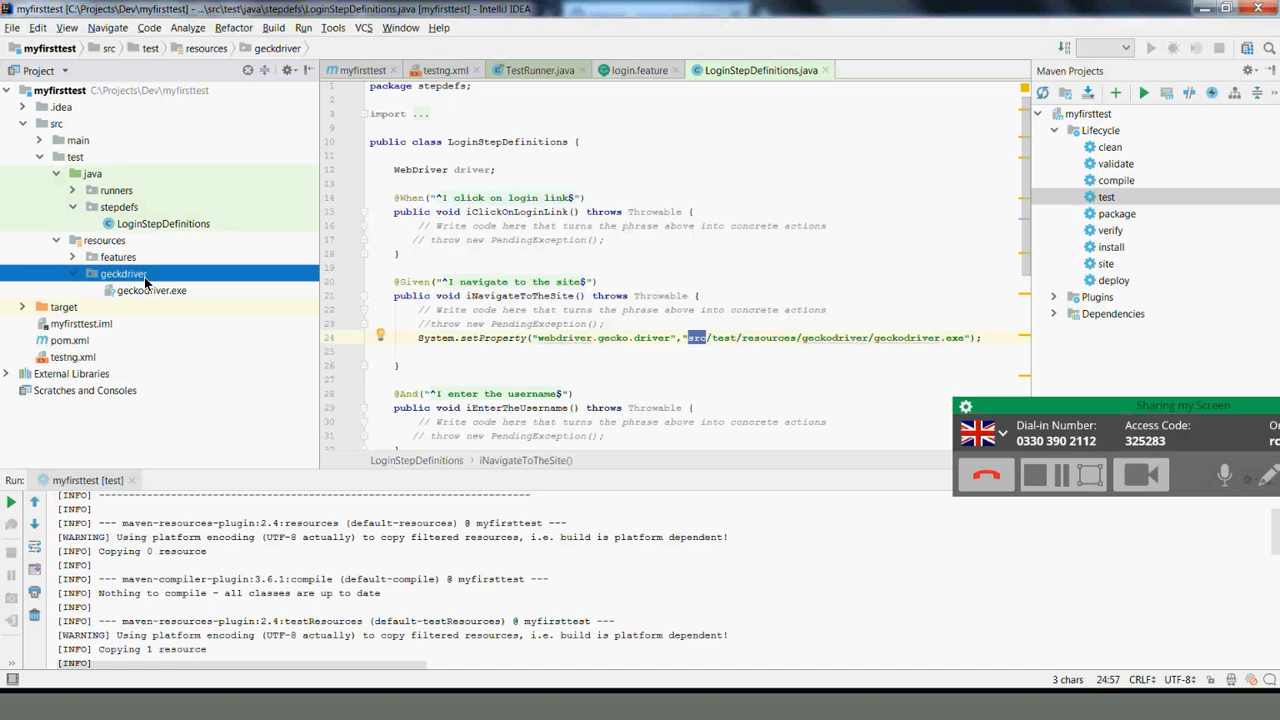 myfirsttest [C:\Projects\Dev\myfirsttest] - ...\src\test\java\stepdefs\LoginStepDefinitions.java [myfirsttest] - IntelliJ IDEA
File Edit View Navigate Code Analyze Refactor Build Run Tools VCS Window Help
myfirsttest src test resources geckdriver
Project
myfirsttest testng.xml TestRunner.java login.feature LoginStepDefinitions.java
Maven Projects
myfirsttest C:\Projects\Dev\myfirsttest
.idea
src
main
test
java
runners
stepdefs
LoginStepDefinitions
resources
features
geckdriver
geckodriver.exe
target
myfirsttest.iml
pom.xml
testng.xml
External Libraries
Scratches and Consoles
1 package stepdefs;
2
3 import ...
9
10 public class LoginStepDefinitions {
11
12 WebDriver driver;
13
14 @When("^I click on login link$")
15 public void iClickOnLoginLink() throws Throwable {
16 // Write code here that turns the phrase above into concrete actions
17 // throw new PendingException();
18 }
19
20 @Given("^I navigate to the site$")
21 public void iNavigateToTheSite() throws Throwable {
22 // Write code here that turns the phrase above into concrete actions
23 //throw new PendingException();
24 System.setProperty("webdriver.gecko.driver","src/test/resources/geckodriver/geckodriver.exe");
25
26 }
27
28 @And("^I enter the username$")
29 public void iEnterTheUsername() throws Throwable {
30 // Write code here that turns the phrase above into concrete actions
31 // throw new PendingException();
32 }
LoginStepDefinitions › iNavigateToTheSite()
myfirsttest
Lifecycle
clean
validate
compile
test
package
verify
install
site
deploy
Plugins
Dependencies
Sharing my Screen
Dial-in Number: Access Code:
0330 390 2112 325283
Run: myfirsttest [test]
[INFO] ------------------------------------------------------------------------
[INFO]
[INFO] --- maven-resources-plugin:2.4:resources (default-resources) @ myfirsttest ---
[WARNING] Using platform encoding (UTF-8 actually) to copy filtered resources, i.e. build is platform dependent!
[INFO] Copying 0 resource
[INFO]
[INFO] --- maven-compiler-plugin:3.6.1:compile (default-compile) @ myfirsttest ---
[INFO] Nothing to compile - all classes are up to date
[INFO]
[INFO] --- maven-resources-plugin:2.4:testResources (default-testResources) @ myfirsttest ---
[WARNING] Using platform encoding (UTF-8 actually) to copy filtered resources, i.e. build is platform dependent!
[INFO] Copying 1 resource
[INFO]
3 chars 24:57 CRLF UTF-8